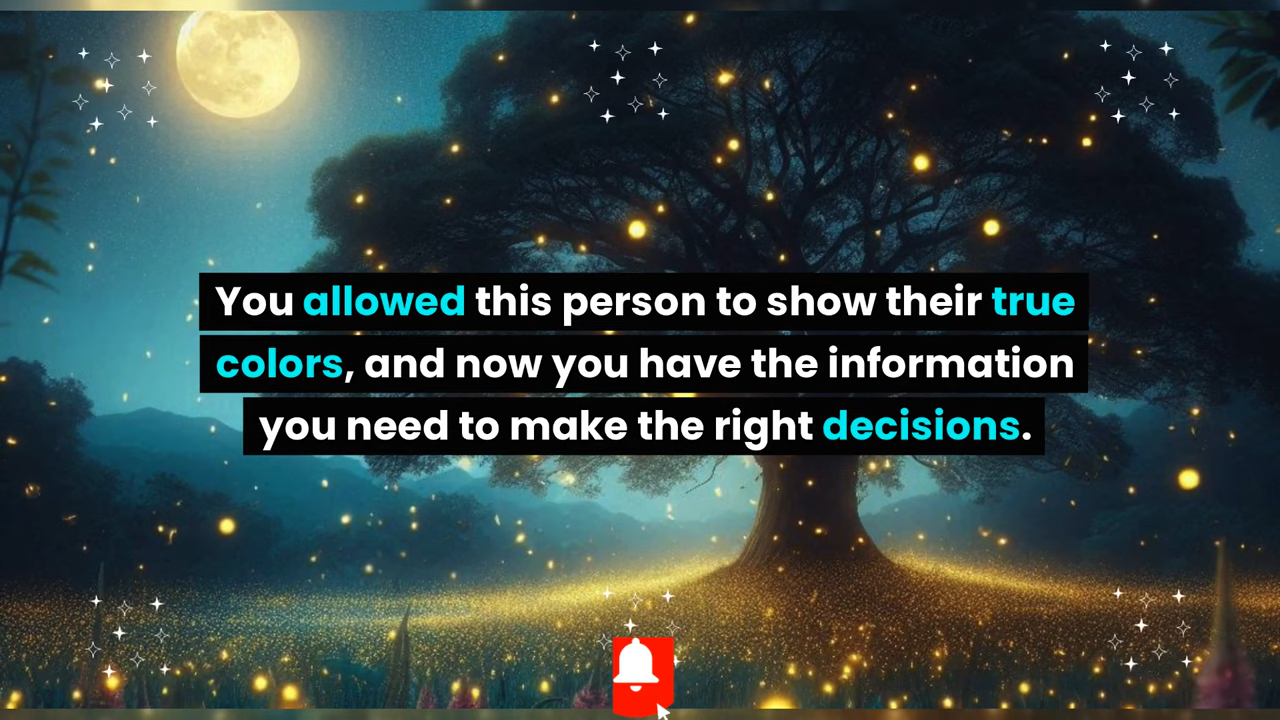 You allowed this person to show their true
colors, and now you have the information
you need to make the right decisions.